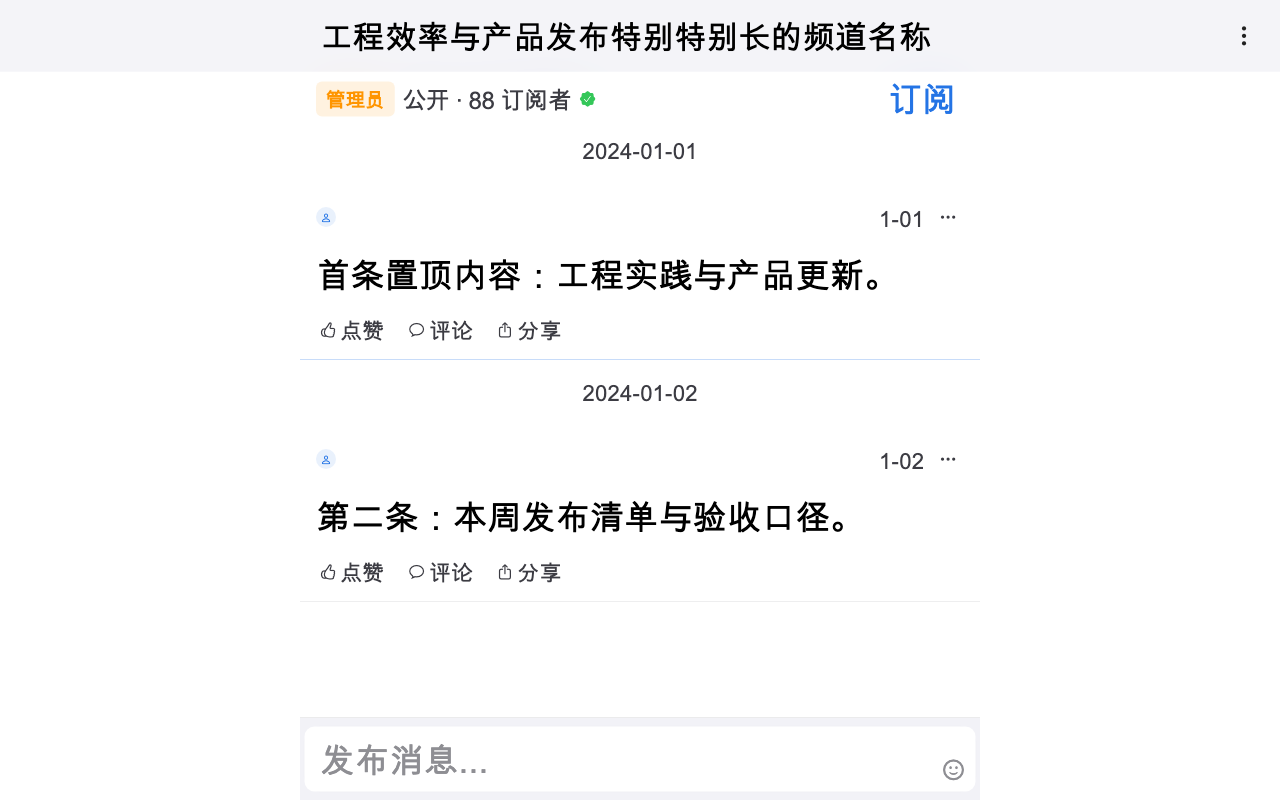 工程效率与产品发布特别特别长的频道名称
管理员 公开 · 88 订阅者 订阅
2024-01-01
1-01
首条置顶内容：工程实践与产品更新。
点赞 评论 分享
2024-01-02
1-02
第二条：本周发布清单与验收口径。
点赞 评论 分享
发布消息...